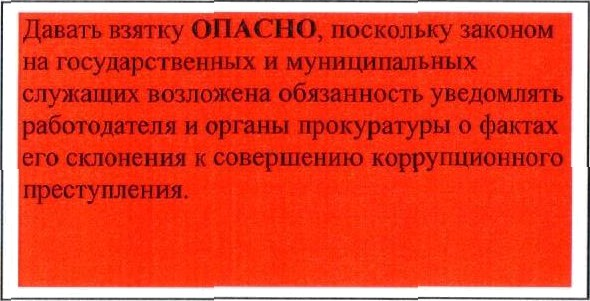 Давать взятку ОПАСНО, поскольку законом
на государственных и муниципальных
служащих возложена обязанность уведомлять
работодателя и органы прокуратуры о фактах
его склонения к совершению коррупционного
преступления.